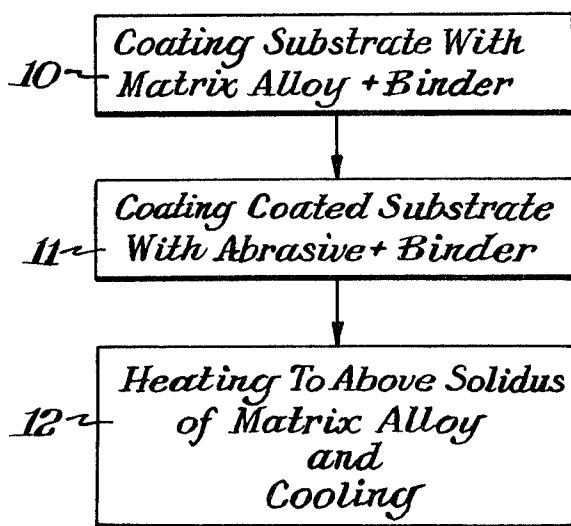 Coating Substrate With
10 Matrix Alloy + Binder
Coating Coated Substrate
11 With Abrasive + Binder
Heating To Above Solidus
12 of Matrix Alloy
and
Cooling